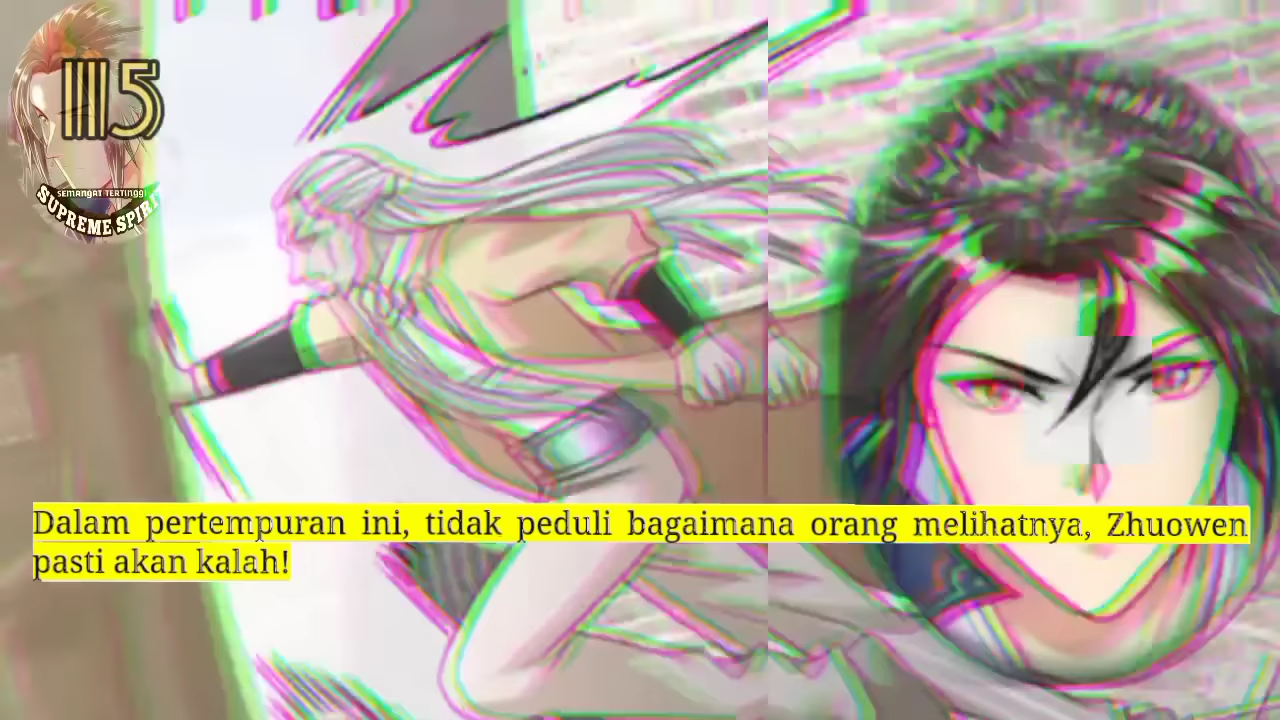 115
SEMANGAT TERTINGGI
SUPREME SPIRIT
Dalam pertempuran ini, tidak peduli bagaimana orang melihatnya, Zhuowen
pasti akan kalah!